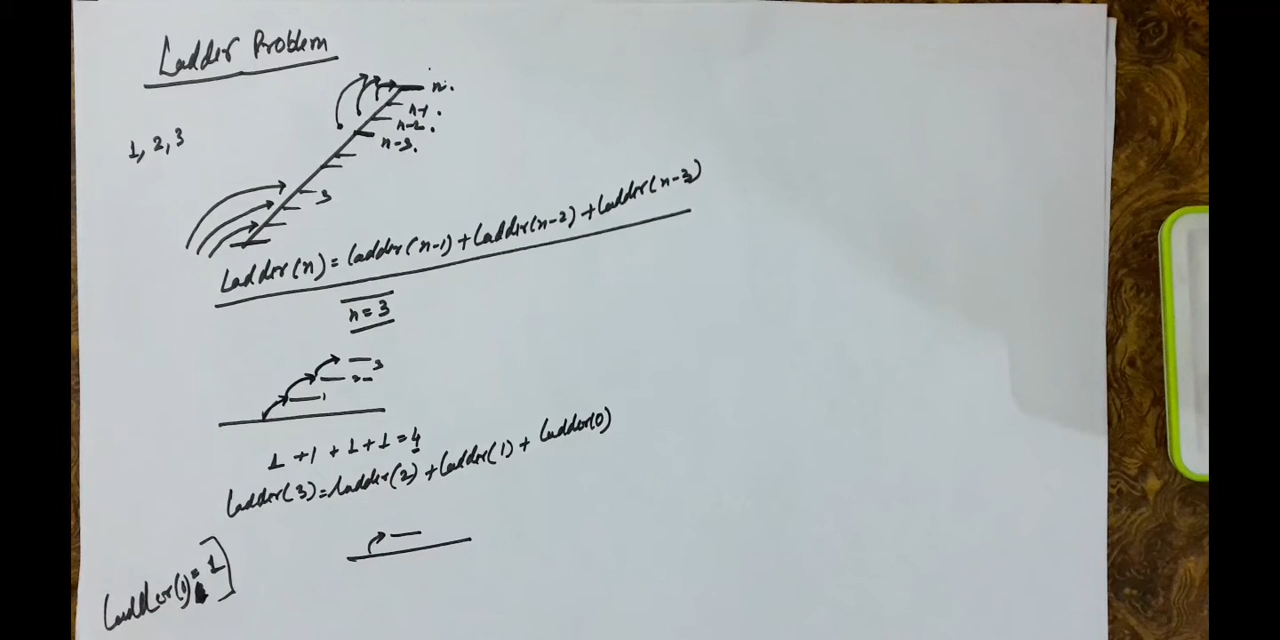 Ladder Problem
n.
n-1.
n-2.
n-3.
1, 2, 3
3
Ladder(n) = Ladder(n-1) + Ladder(n-2) + Ladder(n-3)
n = 3
3
2
1
1 + 1 + 1 + 1 = 4
Ladder(3) = Ladder(2) + Ladder(1) + Ladder(0)
Ladder(1) = 1